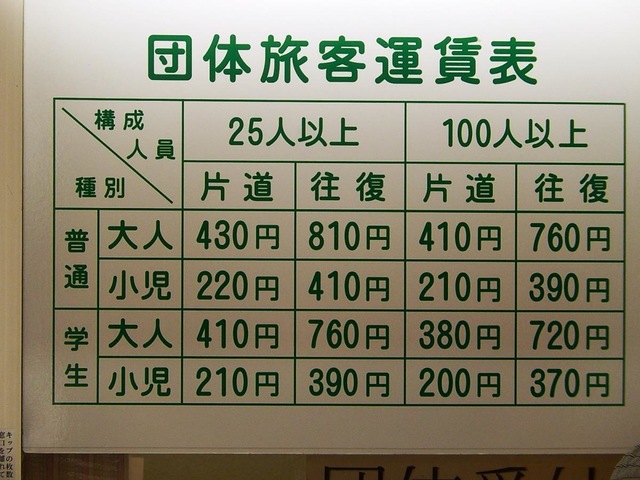 団体旅客運賃表
構成人員 25人以上 100人以上
種別 片道 往復 片道 往復
普通 大人 430円 810円 410円 760円
小児 220円 410円 210円 390円
学生 大人 410円 760円 380円 720円
小児 210円 390円 200円 370円